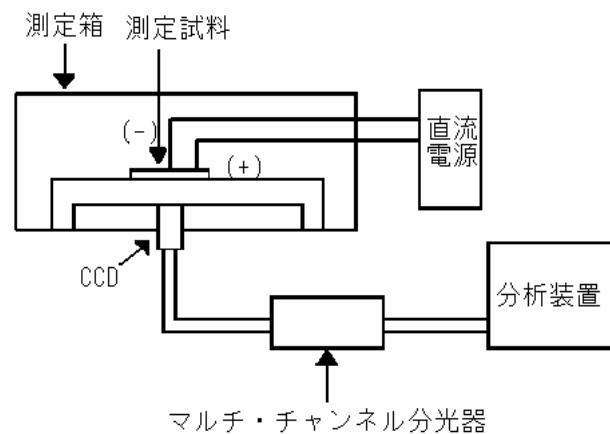 測定箱
測定試料
(-)
(+)
直流
電源
CCD
分析装置
マルチ・チャンネル分光器